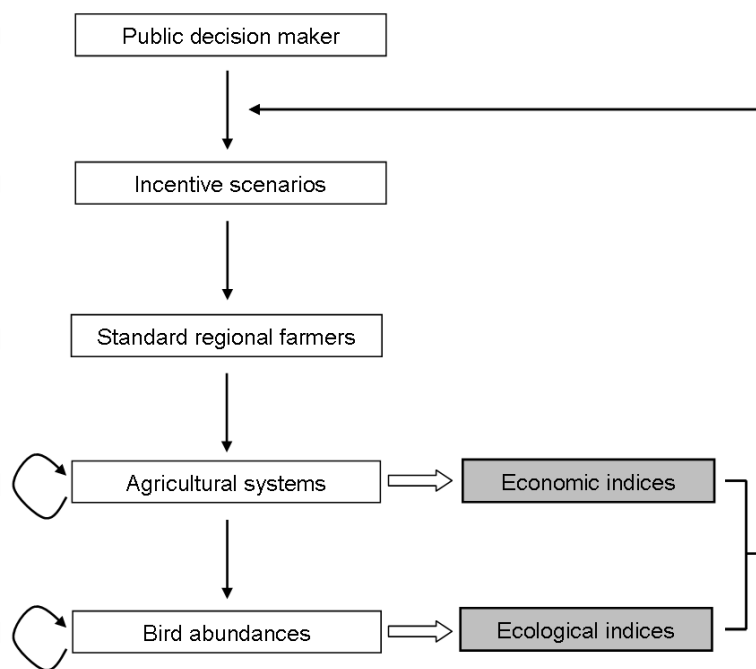 Public decision maker
Incentive scenarios
Standard regional farmers
Agricultural systems
Economic indices
Bird abundances
Ecological indices